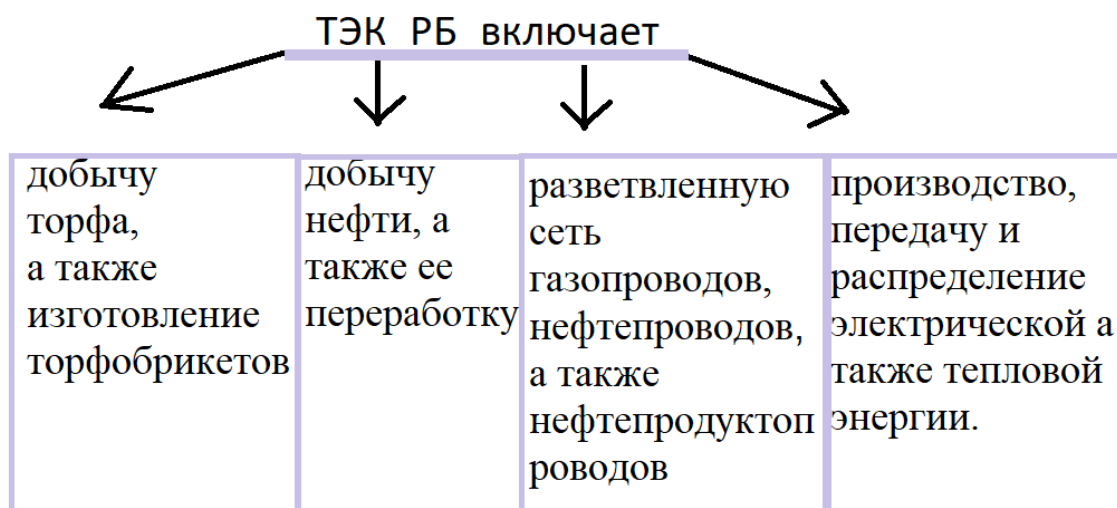 ТЭК РБ включает
добычу
торфа,
а также
изготовление
торфобрикетов
добычу
нефти, а
также ее
переработку
разветвленную
сеть
газопроводов,
нефтепроводов,
а также
нефтепродуктоп
роводов
производство,
передачу и
распределение
электрической а
также тепловой
энергии.